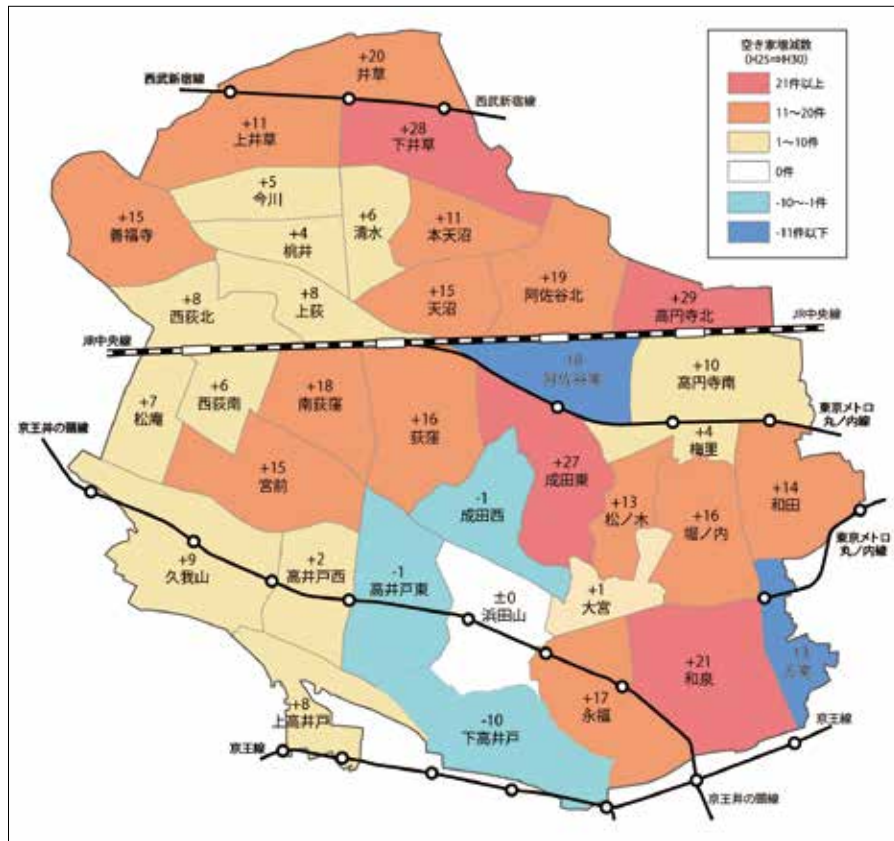 空き家増減数
(H25⇒H30)
21件以上
11～20件
1～10件
0件
-10～-1件
-11件以下
+20
井草
西武新宿線
西武新宿線
+11
上井草
+28
下井草
+5
今川
+15
善福寺
+6
清水
+11
本天沼
+4
桃井
+8
西荻北
+8
上荻
+15
天沼
+19
阿佐谷北
+29
高円寺北
JR中央線
JR中央線
阿佐谷南
+10
高円寺南
+7
松庵
+6
西荻南
+18
南荻窪
+16
荻窪
東京メトロ
丸ノ内線
+4
梅里
京王井の頭線
+15
宮前
+27
成田東
-1
成田西
+13
松ノ木
+16
堀ノ内
+14
和田
東京メトロ
丸ノ内線
+9
久我山
+2
高井戸西
-1
高井戸東
±0
浜田山
+1
大宮
+21
和泉
方南
+17
永福
+8
上高井戸
-10
下高井戸
京王線
京王線
京王井の頭線